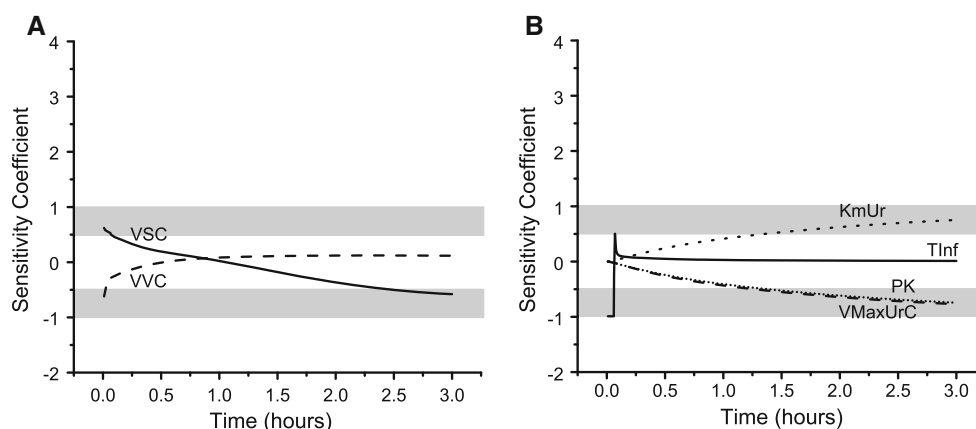 A
Sensitivity Coefficient
4
3
2
1
0
-1
-2
VSC
VVC
0.0 0.5 1.0 1.5 2.0 2.5 3.0
Time (hours)
B
Sensitivity Coefficient
4
3
2
1
0
-1
-2
KmUr
TInf
PK
VMaxUrC
0.0 0.5 1.0 1.5 2.0 2.5 3.0
Time (hours)